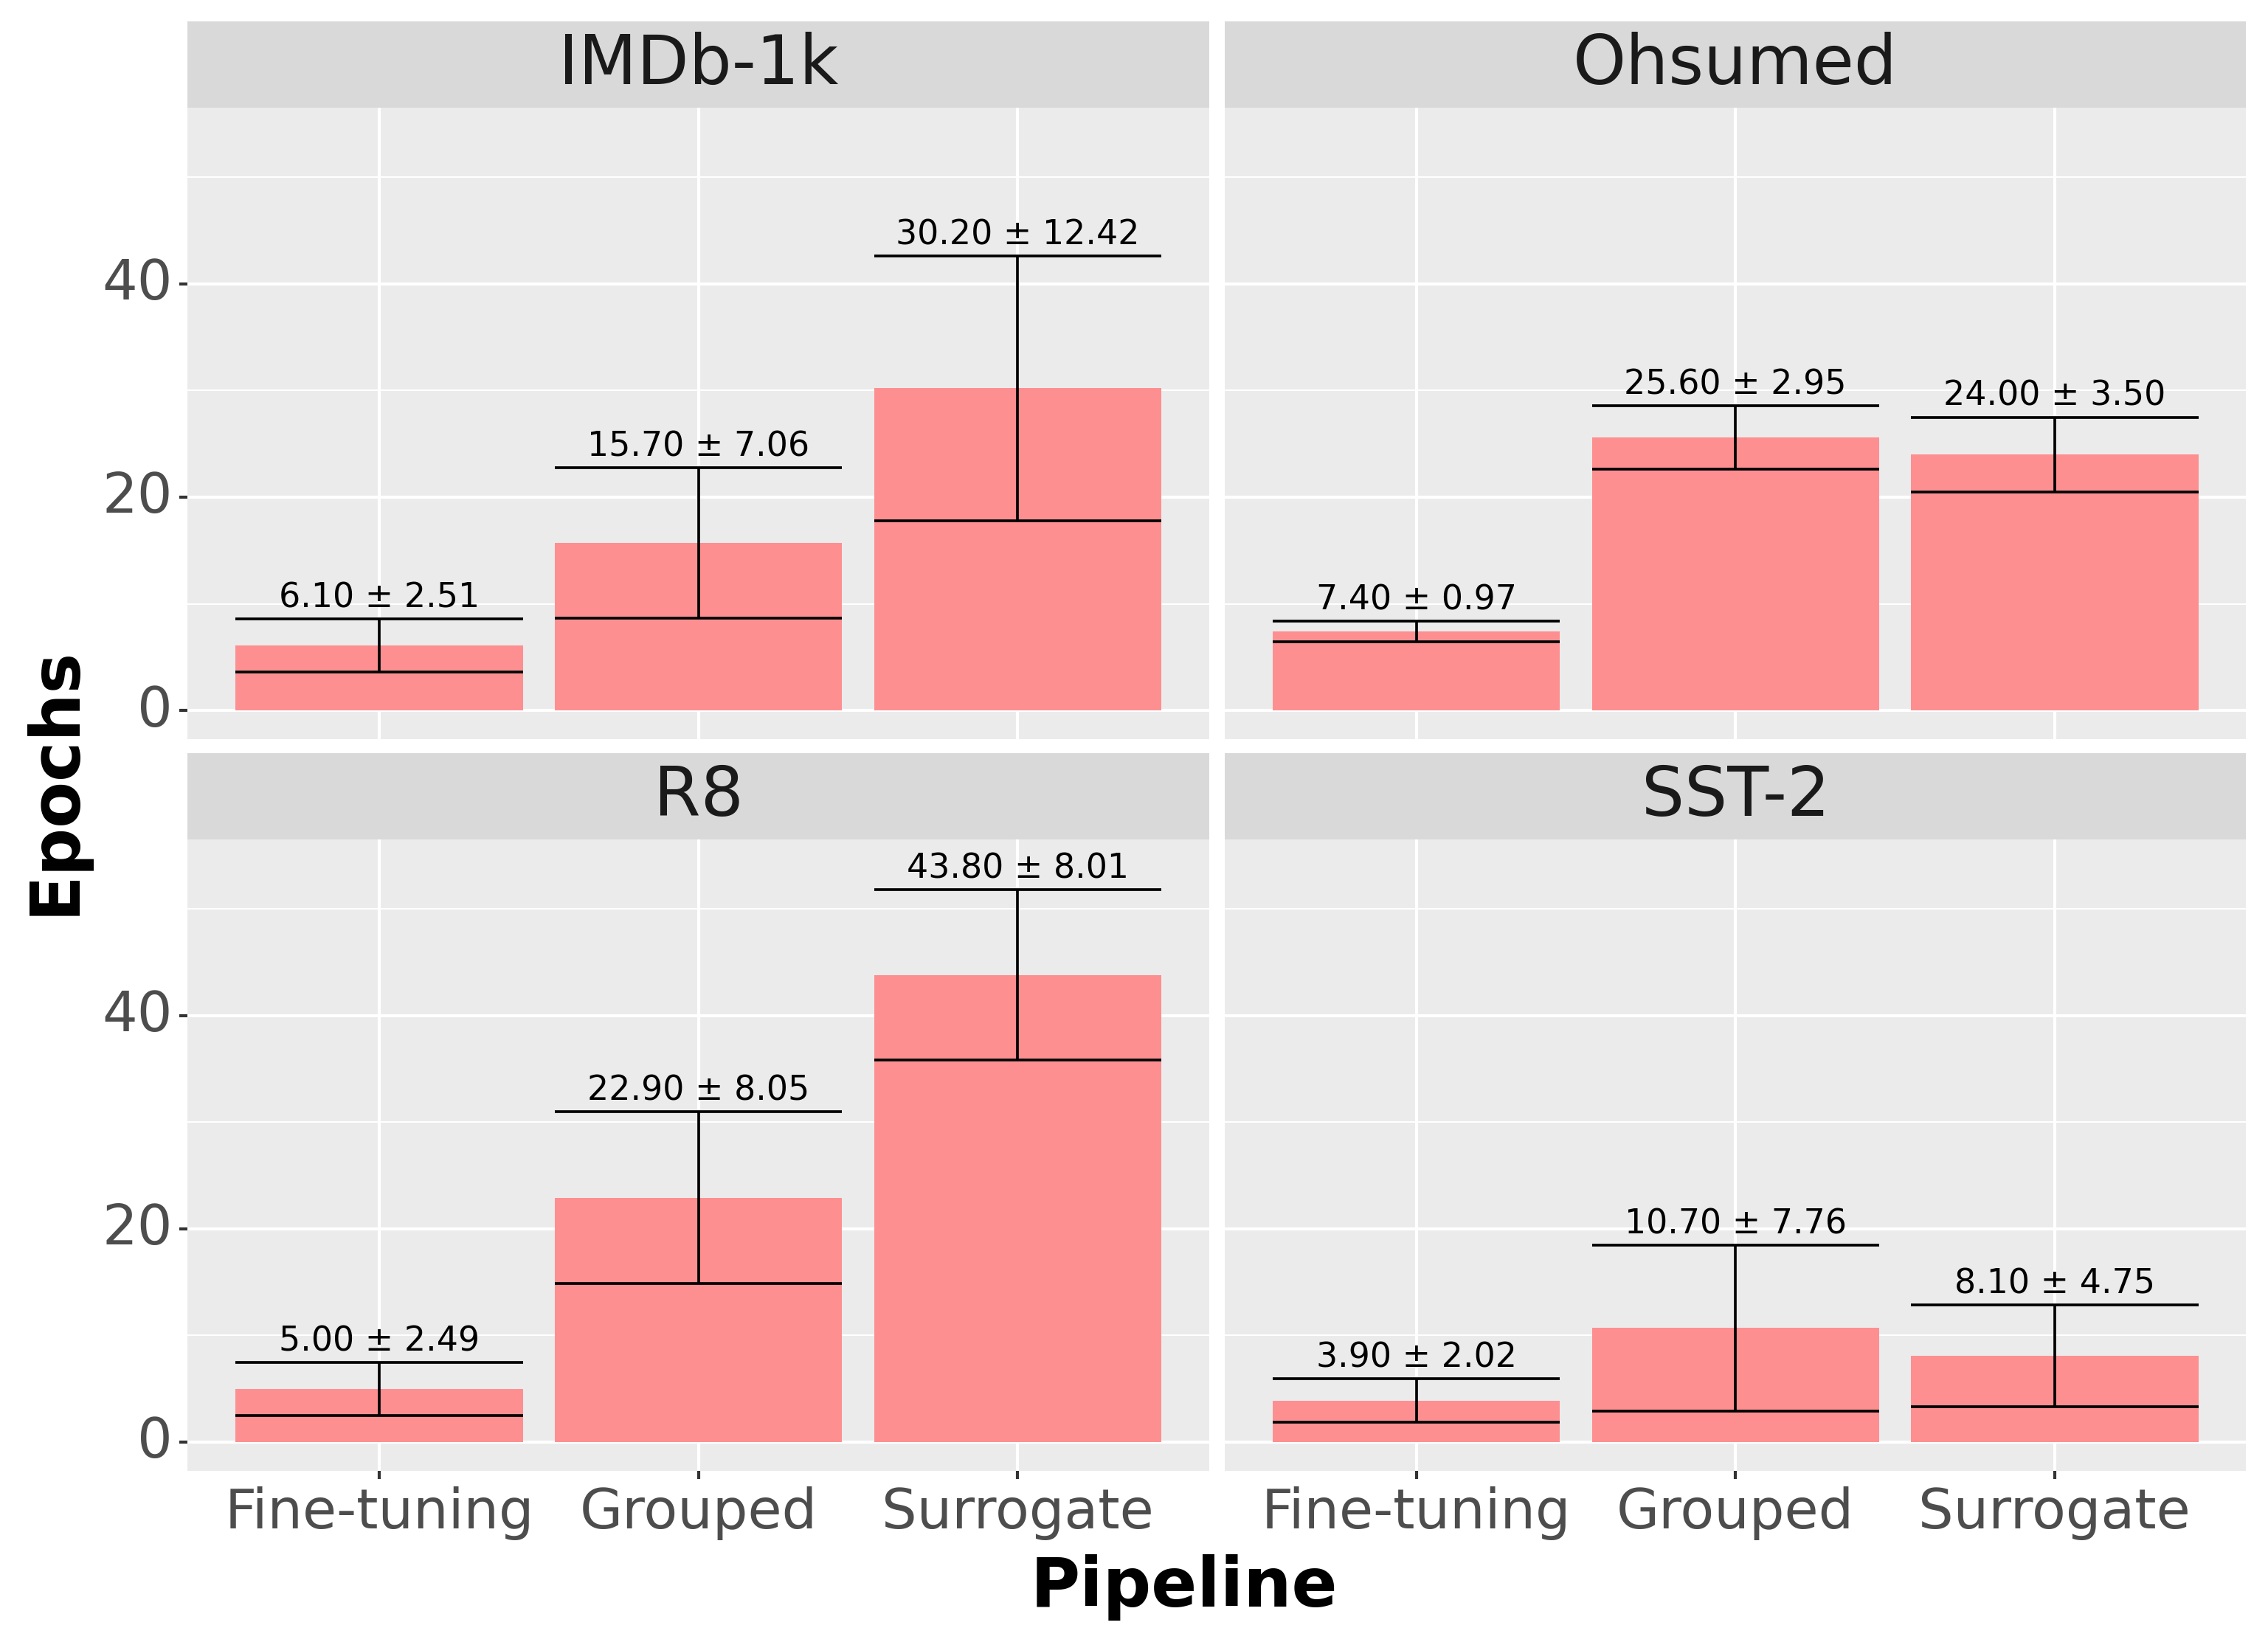 IMDb-1k
Ohsumed
40
20
0
30.20 ± 12.42
15.70 ± 7.06
6.10 ± 2.51
25.60 ± 2.95
24.00 ± 3.50
7.40 ± 0.97
Epochs
R8
SST-2
40
20
0
43.80 ± 8.01
22.90 ± 8.05
5.00 ± 2.49
10.70 ± 7.76
8.10 ± 4.75
3.90 ± 2.02
Fine-tuning Grouped Surrogate
Fine-tuning Grouped Surrogate
Pipeline